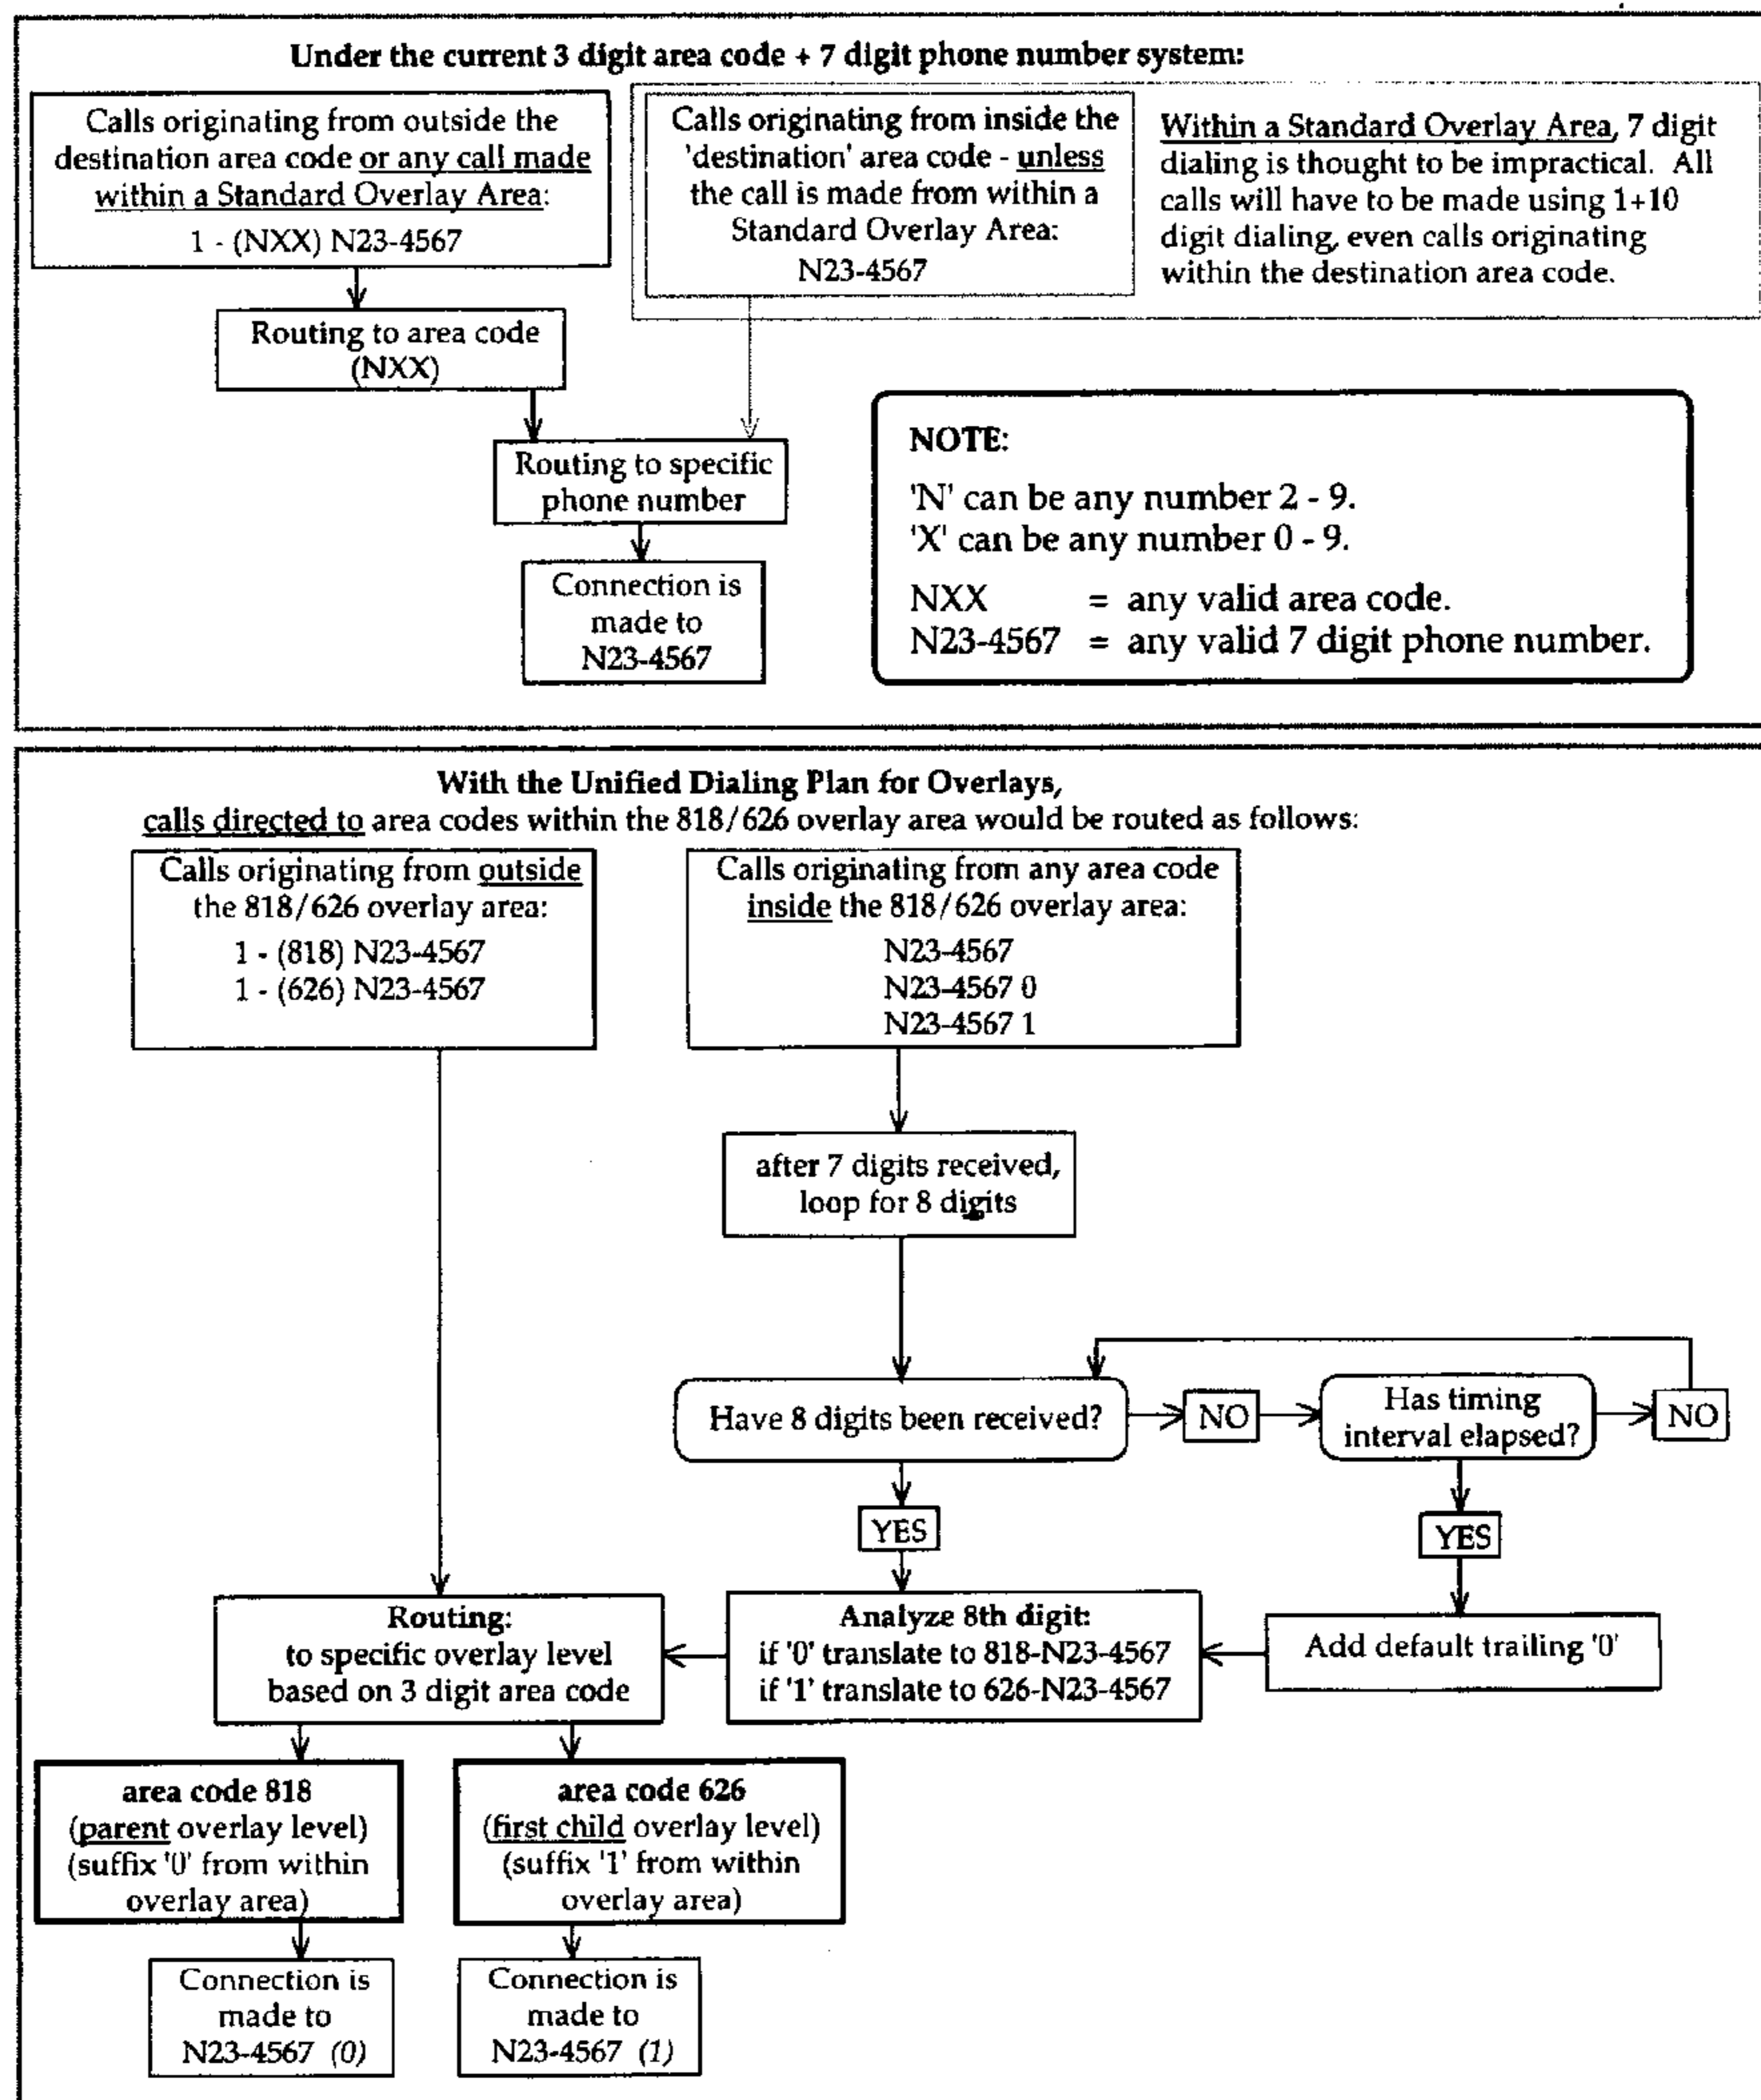 Under the current 3 digit area code + 7 digit phone number system:
Calls originating from outside the
destination area code or any call made
within a Standard Overlay Area:
1 - (NXX) N23-4567
Calls originating from inside the
'destination' area code - unless
the call is made from within a
Standard Overlay Area:
N23-4567
Within a Standard Overlay Area, 7 digit
dialing is thought to be impractical. All
calls will have to be made using 1+10
digit dialing, even calls originating
within the destination area code.
Routing to area code
(NXX)
Routing to specific
phone number
Connection is
made to
N23-4567
NOTE:
'N' can be any number 2 - 9.
'X' can be any number 0 - 9.
NXX = any valid area code.
N23-4567 = any valid 7 digit phone number.
With the Unified Dialing Plan for Overlays,
calls directed to area codes within the 818/626 overlay area would be routed as follows:
Calls originating from outside
the 818/626 overlay area:
1 - (818) N23-4567
1 - (626) N23-4567
Calls originating from any area code
inside the 818/626 overlay area:
N23-4567
N23-4567 0
N23-4567 1
after 7 digits received,
loop for 8 digits
Have 8 digits been received?
NO
Has timing
interval elapsed?
NO
YES
YES
Routing:
to specific overlay level
based on 3 digit area code
Analyze 8th digit:
if '0' translate to 818-N23-4567
if '1' translate to 626-N23-4567
Add default trailing '0'
area code 818
(parent overlay level)
(suffix '0' from within
overlay area)
area code 626
(first child overlay level)
(suffix '1' from within
overlay area)
Connection is
made to
N23-4567 (0)
Connection is
made to
N23-4567 (1)